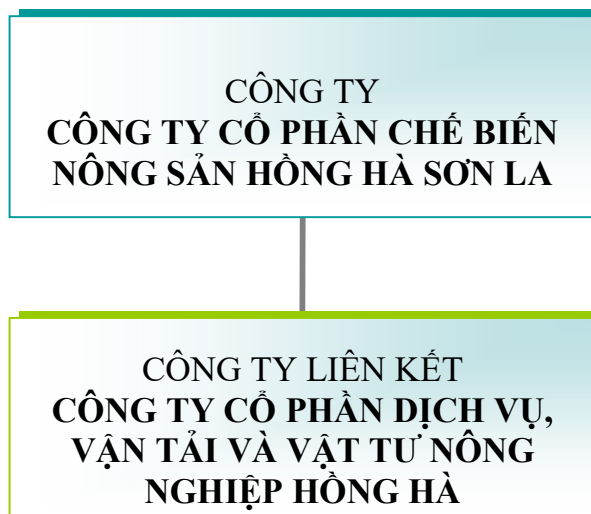 CÔNG TY
CÔNG TY CỔ PHẦN CHẾ BIẾN
NÔNG SẢN HỒNG HÀ SƠN LA
CÔNG TY LIÊN KẾT
CÔNG TY CỔ PHẦN DỊCH VỤ,
VẬN TẢI VÀ VẬT TƯ NÔNG
NGHIỆP HỒNG HÀ